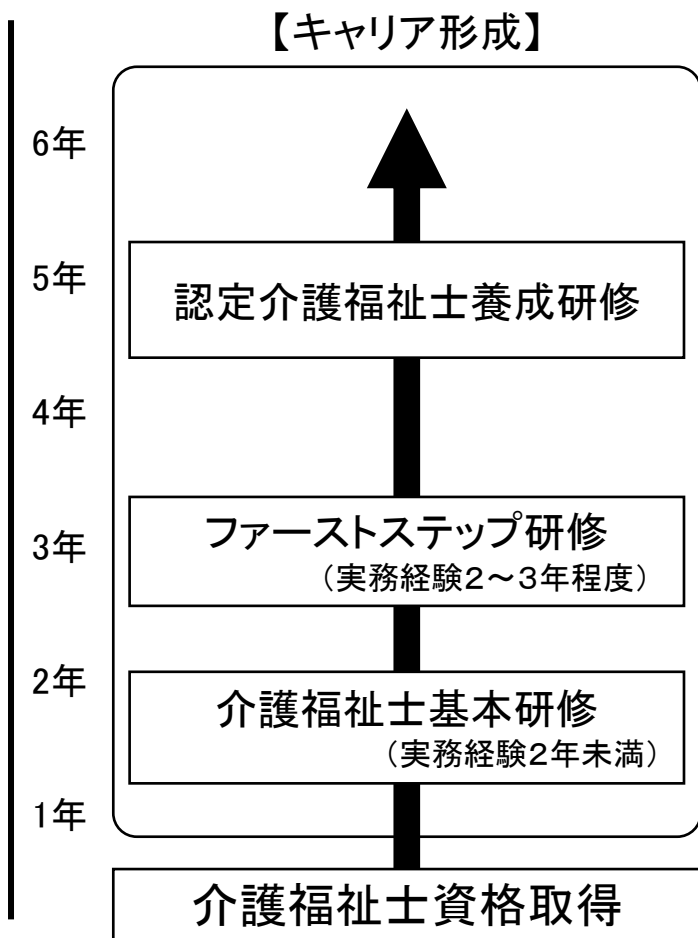 【キャリア形成】
6年
5年
認定介護福祉士養成研修
4年
3年
ファーストステップ研修
（実務経験２～３年程度）
2年
介護福祉士基本研修
（実務経験２年未満）
1年
介護福祉士資格取得